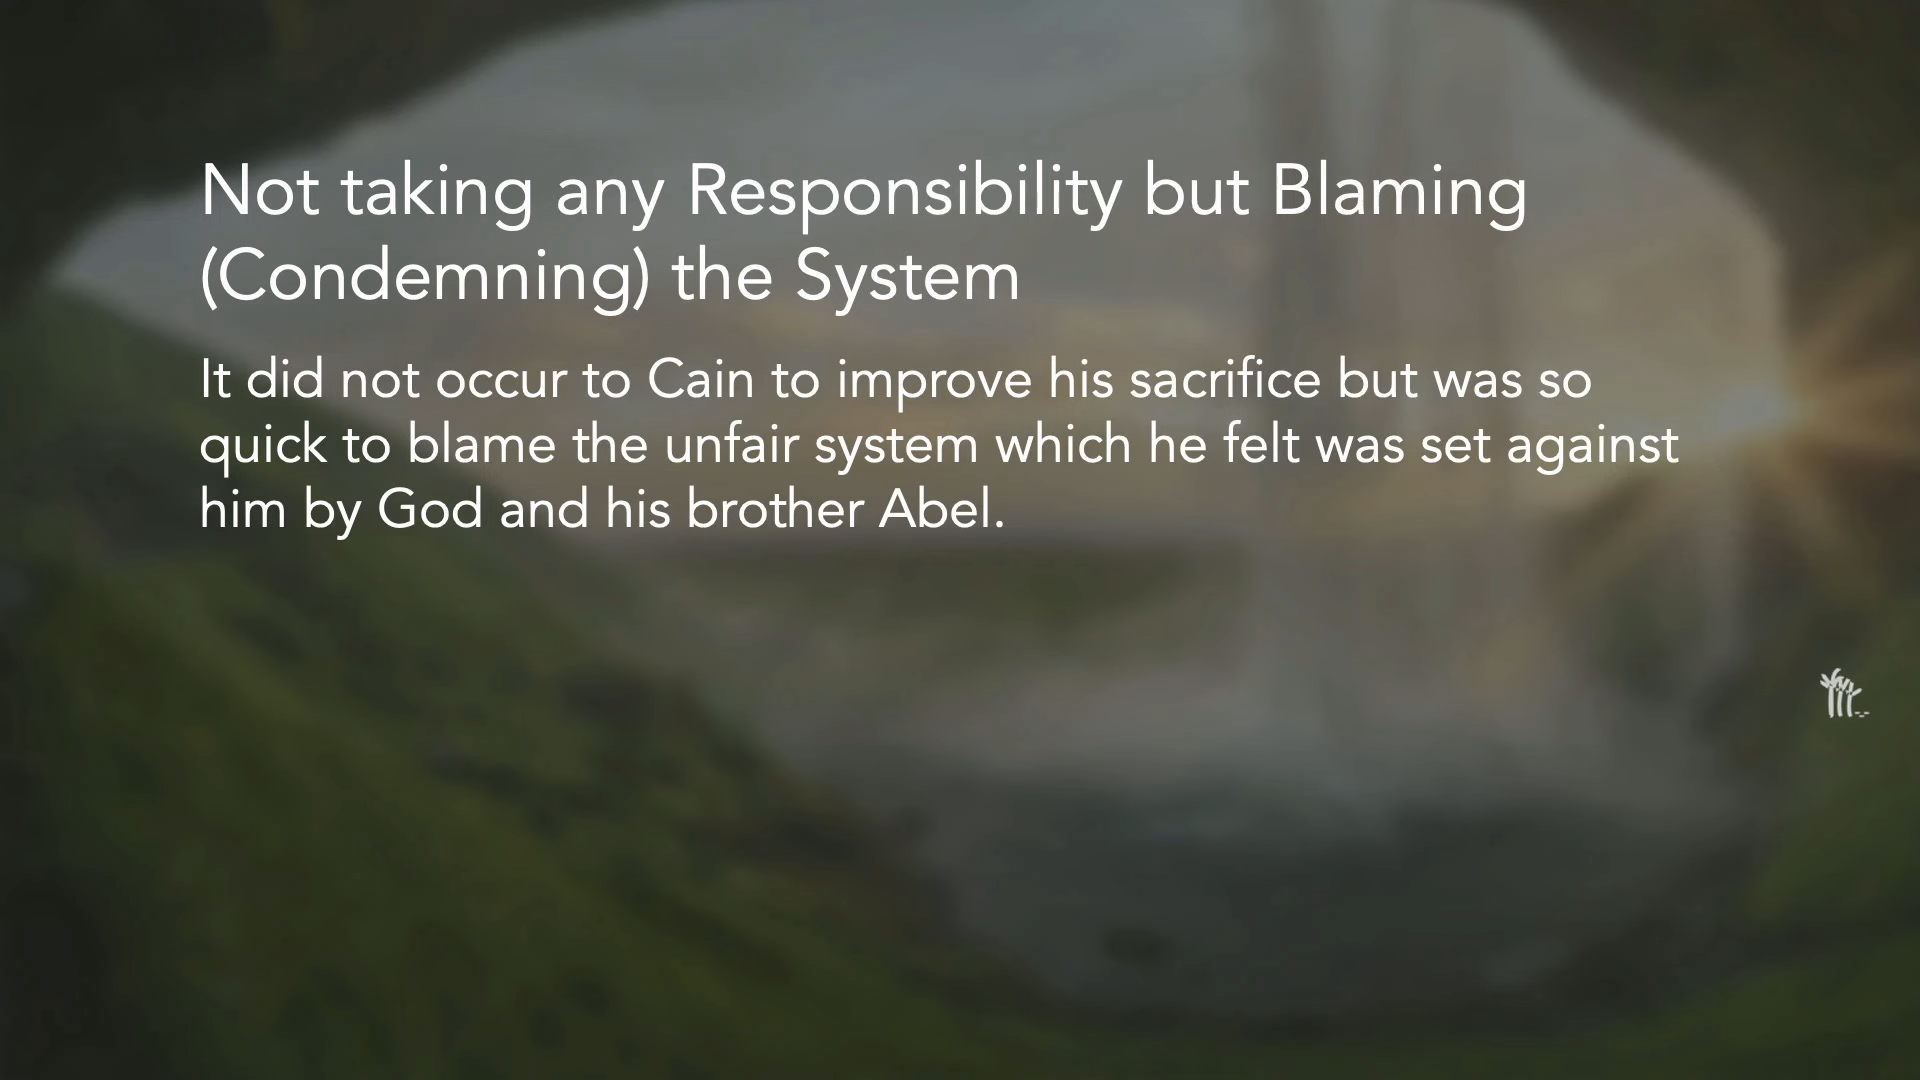 Not taking any Responsibility but Blaming
(Condemning) the System
It did not occur to Cain to improve his sacrifice but was so
quick to blame the unfair system which he felt was set against
him by God and his brother Abel.